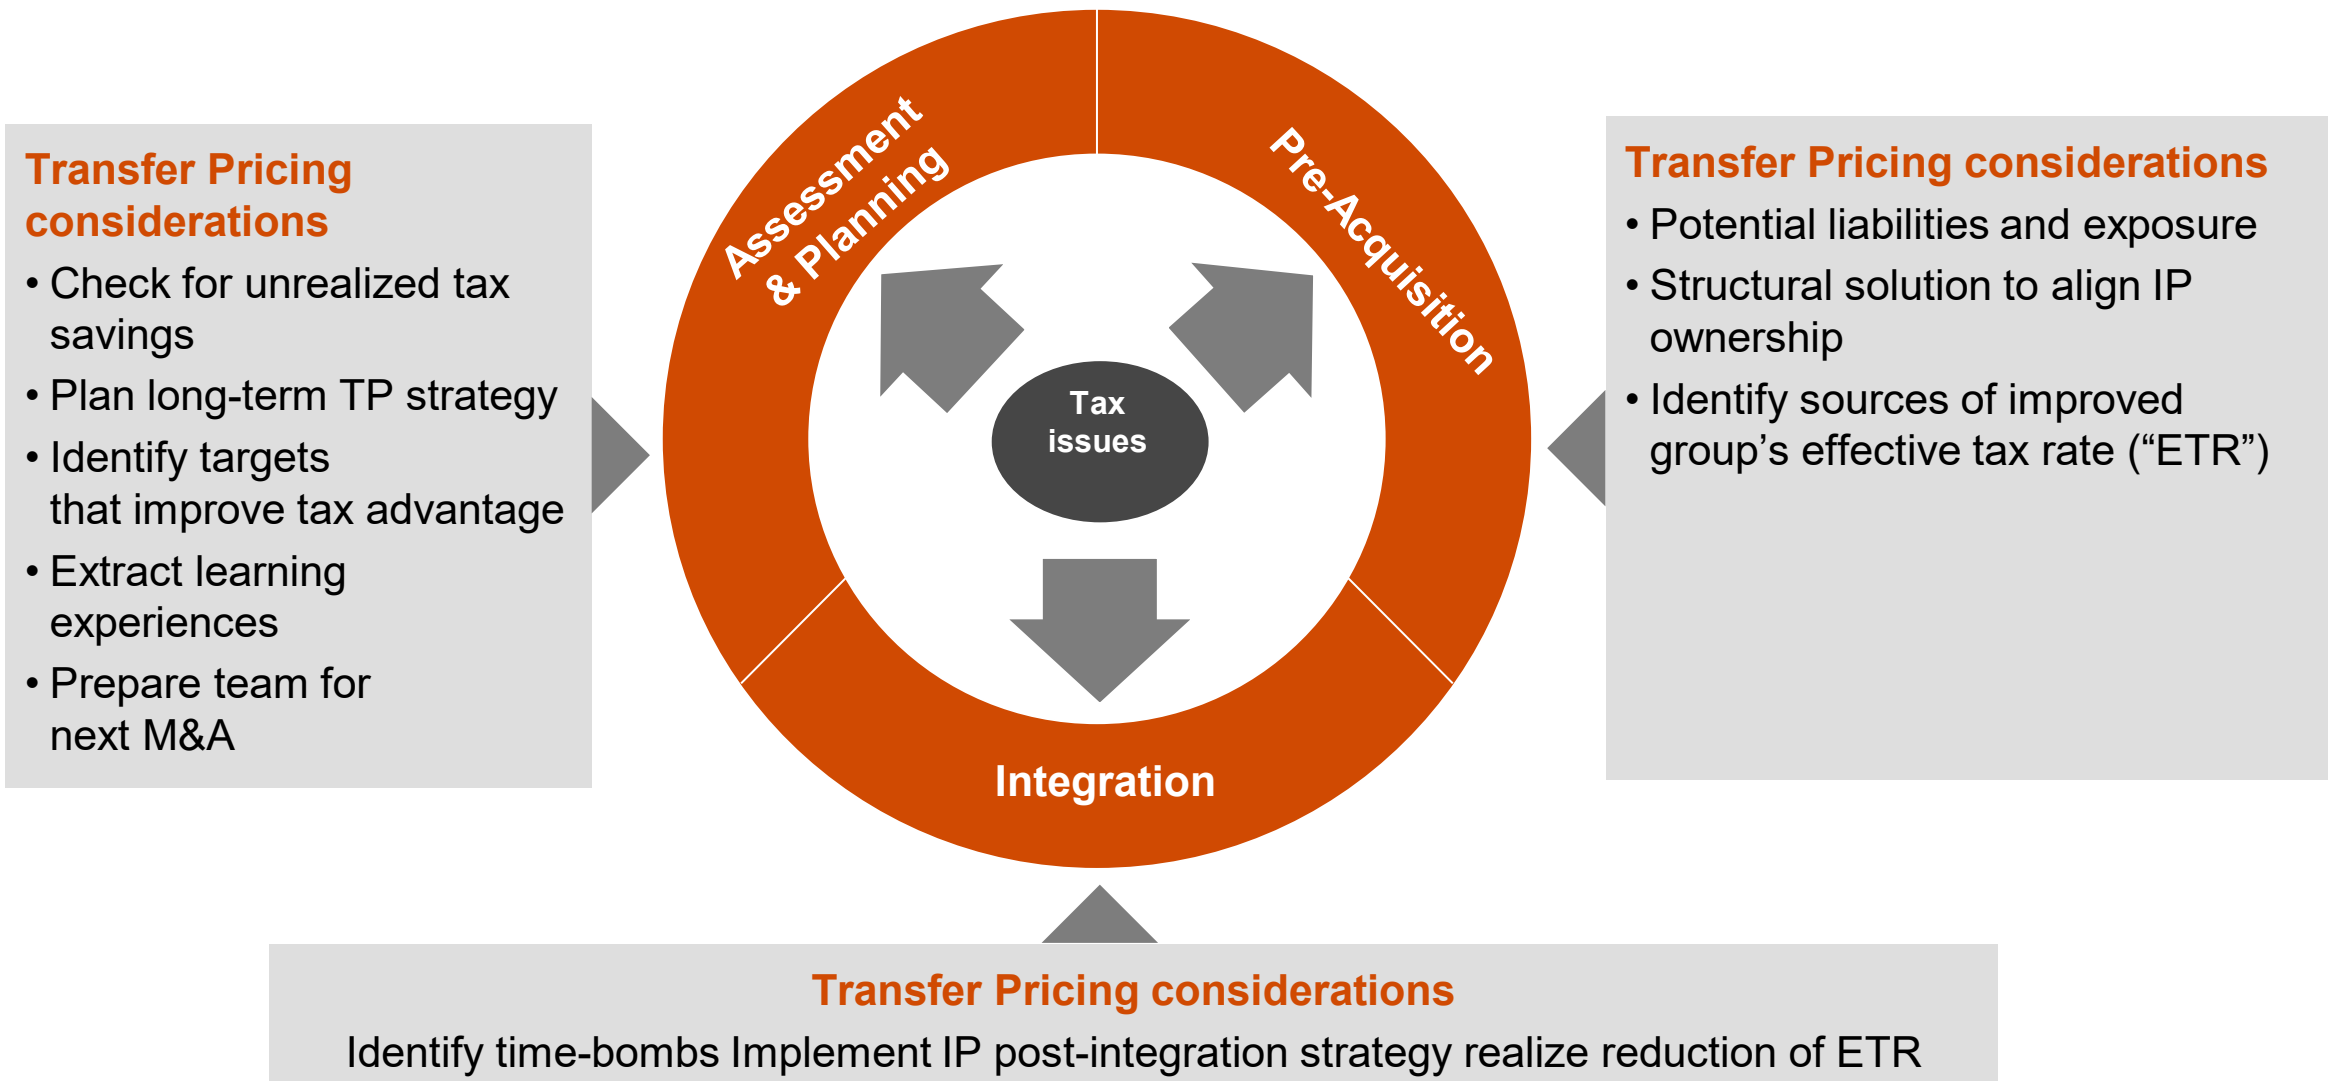 Transfer Pricing
considerations
• Check for unrealized tax
savings
• Plan long-term TP strategy
• Identify targets
that improve tax advantage
• Extract learning
experiences
• Prepare team for
next M&A
Assessment
& Planning
Pre-Acquisition
Tax
issues
Integration
Transfer Pricing considerations
• Potential liabilities and exposure
• Structural solution to align IP
ownership
• Identify sources of improved
group’s effective tax rate (“ETR”)
Transfer Pricing considerations
Identify time-bombs Implement IP post-integration strategy realize reduction of ETR